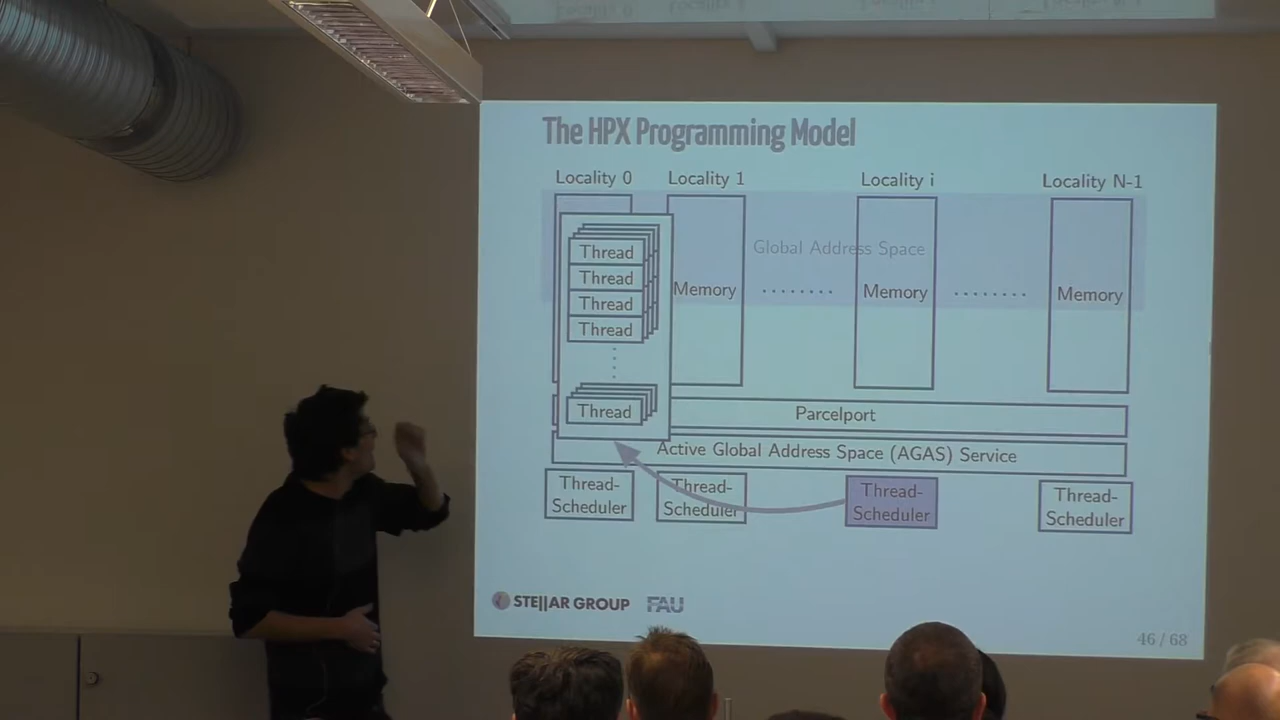 The HPX Programming Model
Locality 0
Locality 1
Locality i
Locality N-1
Global Address Space
Thread
Thread
Thread
Thread
Thread
Memory
........
Memory
........
Memory
Parcelport
Active Global Address Space (AGAS) Service
Thread-
Scheduler
Thread-
Scheduler
Thread-
Scheduler
Thread-
Scheduler
STE||AR GROUP
FAU
46 / 68